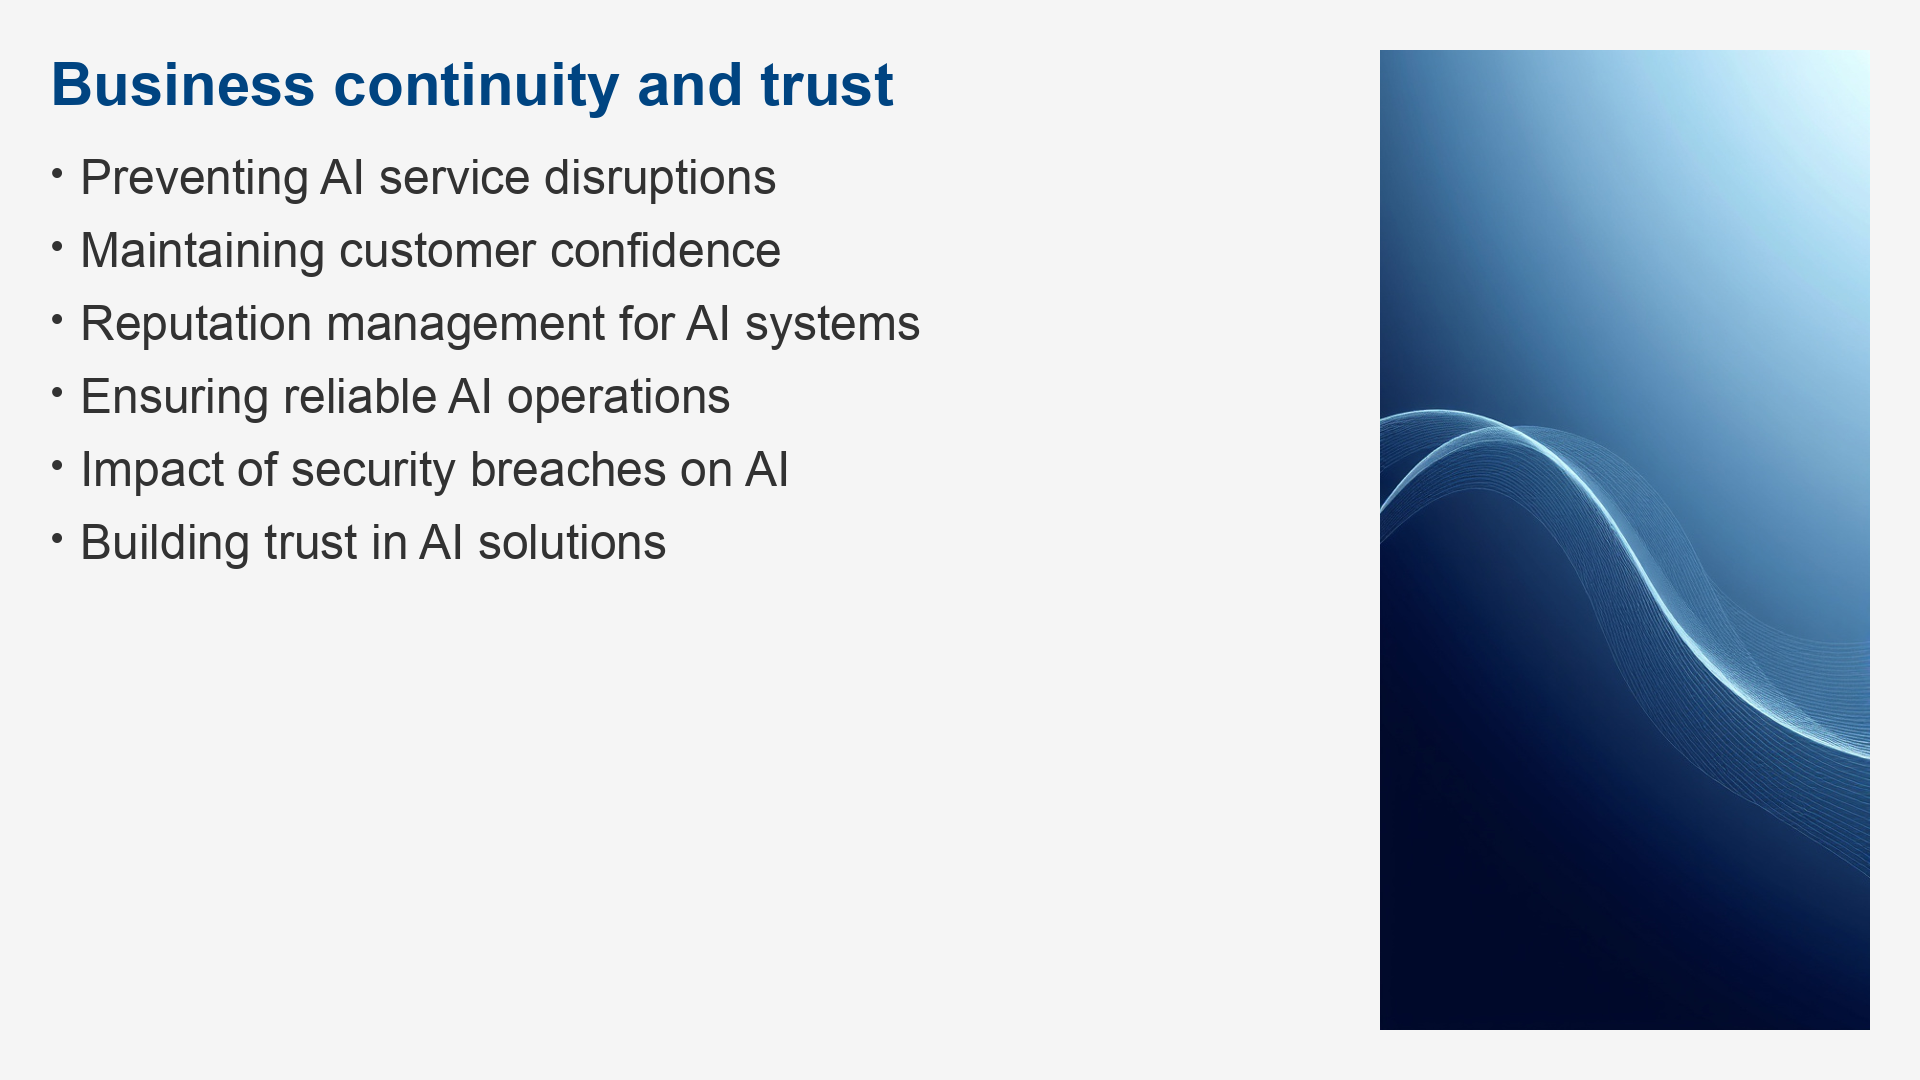 Business continuity and trust
• Preventing AI service disruptions
• Maintaining customer confidence
• Reputation management for AI systems
• Ensuring reliable AI operations
• Impact of security breaches on AI
• Building trust in AI solutions